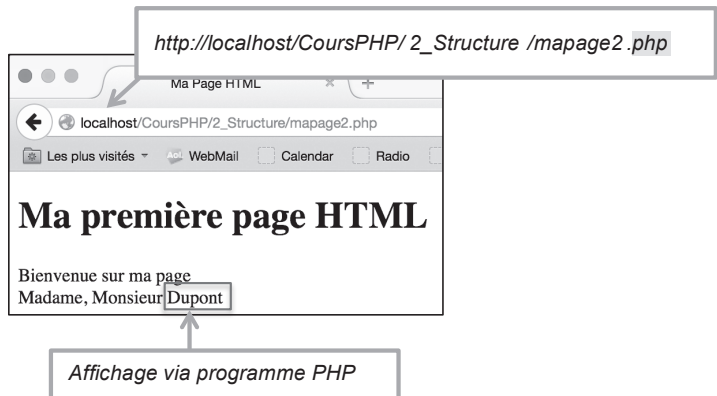 http://localhost/CoursPHP/ 2_Structure /mapage2 .php
Ma Page HTML
localhost/CoursPHP/2_Structure/mapage2.php
Les plus visités AOL WebMail Calendar Radio
Ma première page HTML
Bienvenue sur ma page
Madame, Monsieur Dupont
Affichage via programme PHP